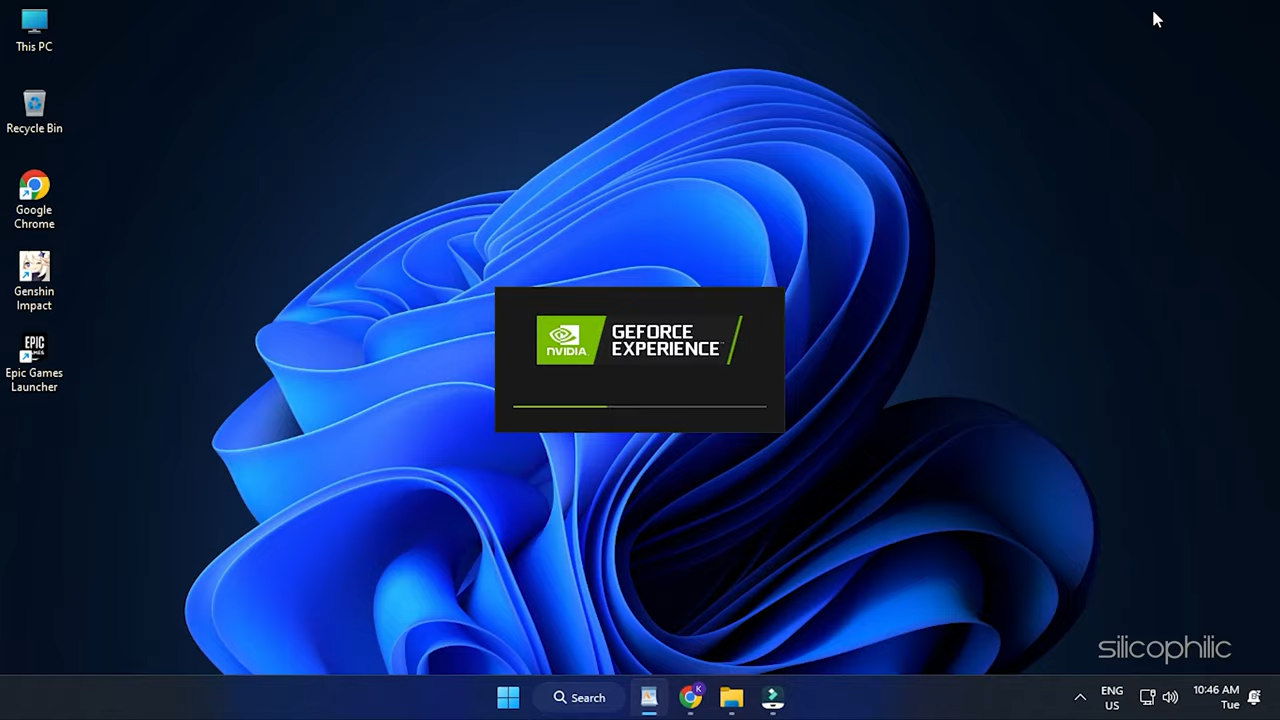 This PC
Recycle Bin
Google
Chrome
Genshin
Impact
EPIC
GAMES
Epic Games
Launcher
NVIDIA.
GEFORCE
EXPERIENCE
silicophilic
Search
K
ENG
US
10:46 AM
Tue